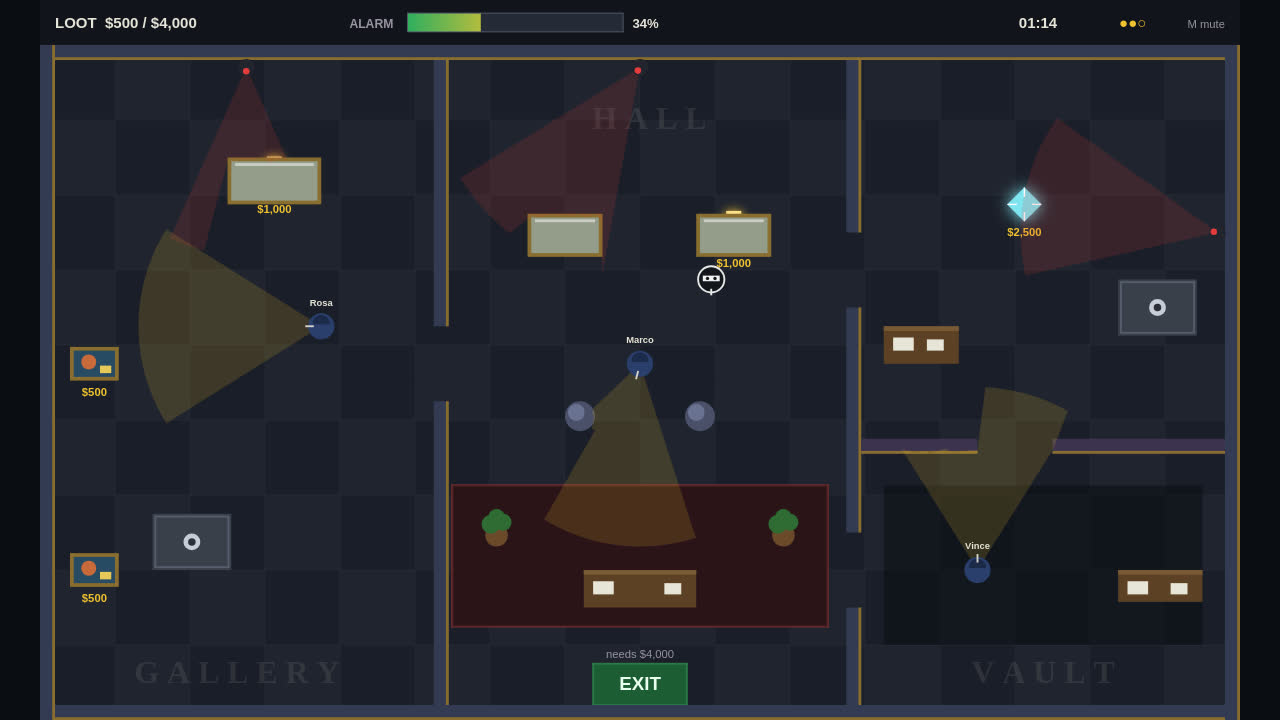 LOOT $500 / $4,000
ALARM 34%
01:14
M mute
HALL
$1,000
$2,500
$1,000
Rosa
Marco
$500
Vince
$500
needs $4,000
GALLERY
VAULT
EXIT